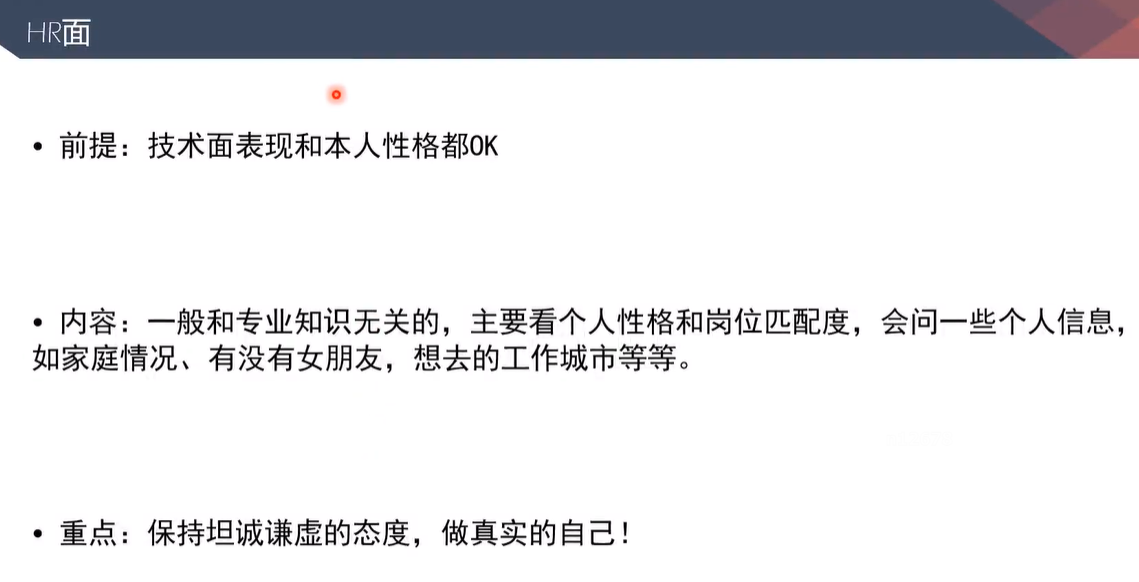 HR面
• 前提：技术面表现和本人性格都OK
• 内容：一般和专业知识无关的，主要看个人性格和岗位匹配度，会问一些个人信息，
如家庭情况、有没有女朋友，想去的工作城市等等。
• 重点：保持坦诚谦虚的态度，做真实的自己！